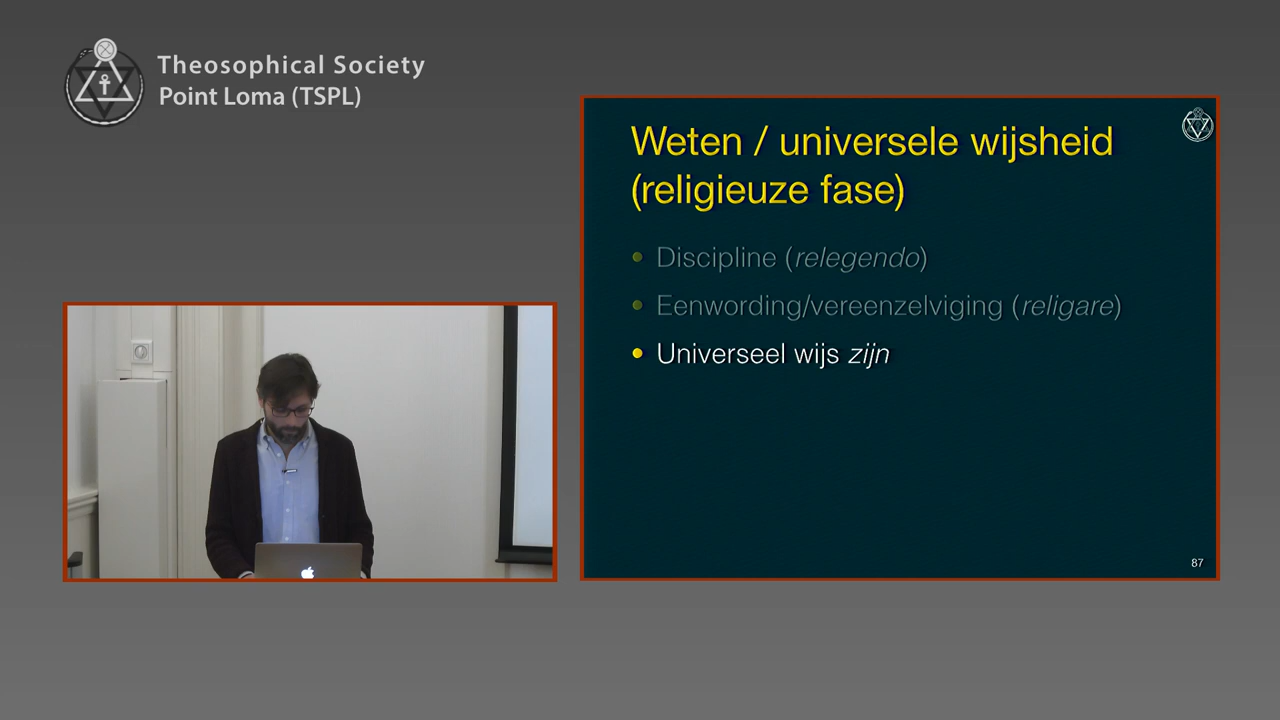 Theosophical Society
Point Loma (TSPL)
Weten / universele wijsheid
(religieuze fase)
• Discipline (relegendo)
• Eenwording/vereenzelviging (religare)
• Universeel wijs zijn
87